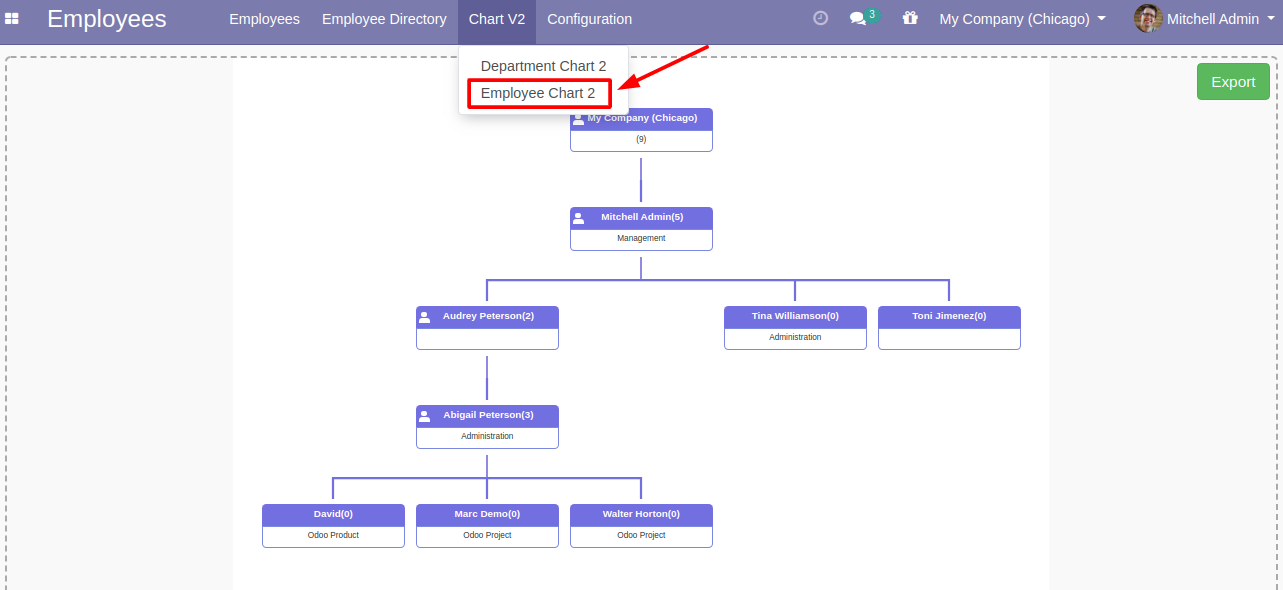 Employees
Employees Employee Directory Chart V2 Configuration 3 My Company (Chicago) Mitchell Admin
Department Chart 2
Employee Chart 2
Export
My Company (Chicago)
(9)
Mitchell Admin(5)
Management
Audrey Peterson(2) Tina Williamson(0) Toni Jimenez(0)
Administration
Abigail Peterson(3)
Administration
David(0) Marc Demo(0) Walter Horton(0)
Odoo Product Odoo Project Odoo Project